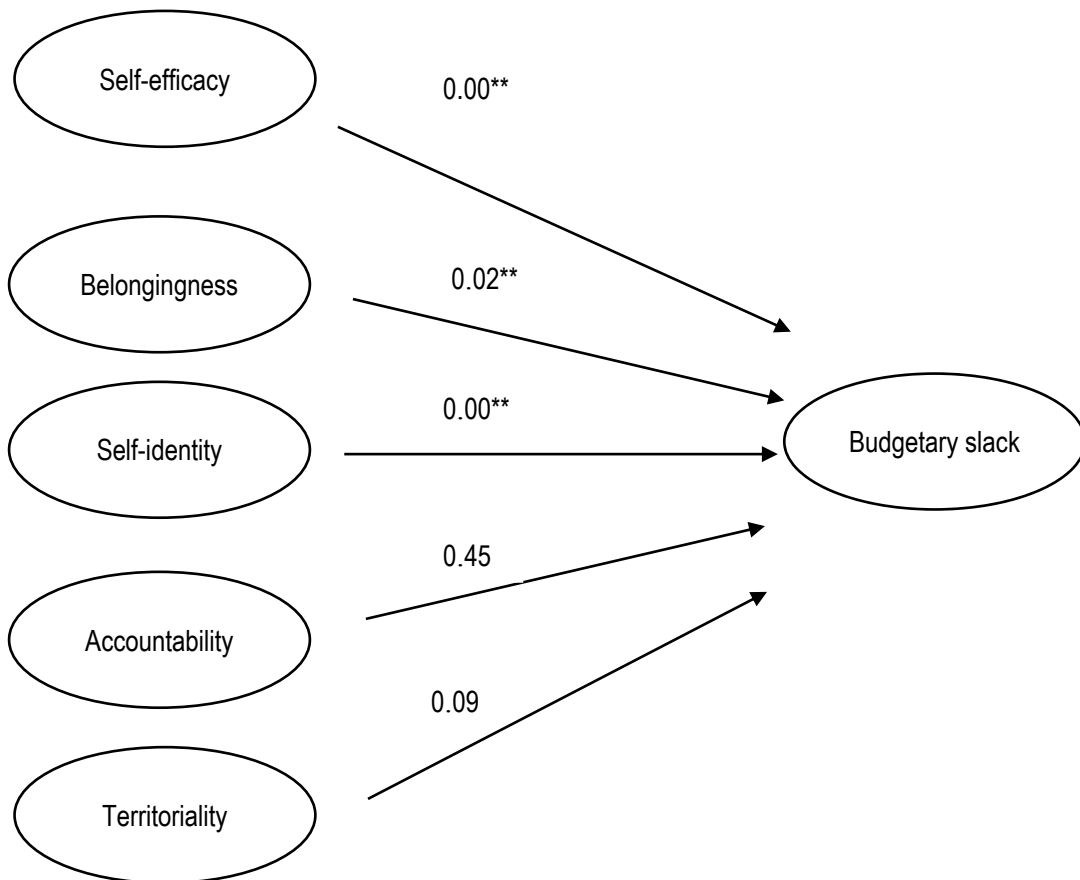 Self-efficacy
0.00**
Belongingness
0.02**
Self-identity
0.00**
Budgetary slack
Accountability
0.45
Territoriality
0.09